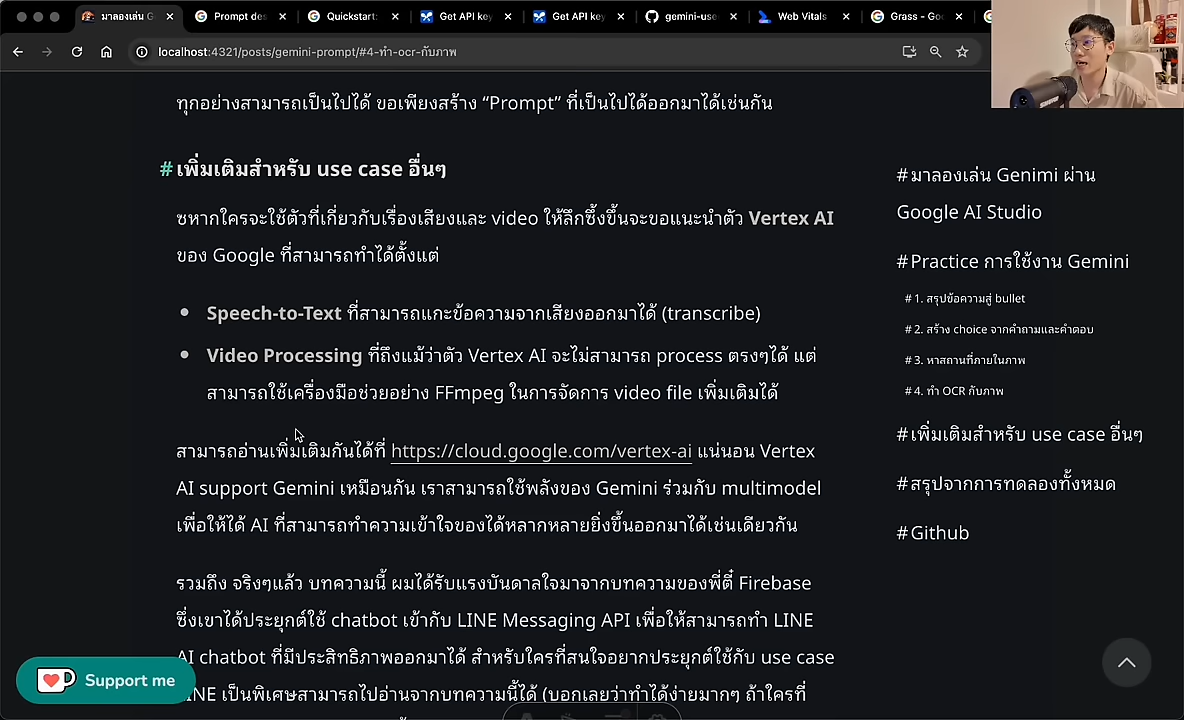 มาลองเล่น G
Prompt des
Quickstart:
Get API key
Get API key
gemini-use
Web Vitals
Grass - Goo
localhost:4321/posts/gemini-prompt/#4-ทำ-ocr-กับภาพ
ทุกอย่างสามารถเป็นไปได้ ขอเพียงสร้าง “Prompt” ที่เป็นไปได้ออกมาได้เช่นกัน
#เพิ่มเติมสำหรับ use case อื่นๆ
ซหากใครจะใช้ตัวที่เกี่ยวกับเรื่องเสียงและ video ให้ลึกซึ้งขึ้นจะขอแนะนำตัว Vertex AI
ของ Google ที่สามารถทำได้ตั้งแต่
Speech-to-Text ที่สามารถแกะข้อความจากเสียงออกมาได้ (transcribe)
Video Processing ที่ถึงแม้ว่าตัว Vertex AI จะไม่สามารถ process ตรงๆได้ แต่
สามารถใช้เครื่องมือช่วยอย่าง FFmpeg ในการจัดการ video file เพิ่มเติมได้
สามารถอ่านเพิ่มเติมกันได้ที่ https://cloud.google.com/vertex-ai แน่นอน Vertex
AI support Gemini เหมือนกัน เราสามารถใช้พลังของ Gemini ร่วมกับ multimodel
เพื่อให้ได้ AI ที่สามารถทำความเข้าใจของได้หลากหลายยิ่งขึ้นออกมาได้เช่นเดียวกัน
รวมถึง จริงๆแล้ว บทความนี้ ผมได้รับแรงบันดาลใจมาจากบทความของพี่ตี๋ Firebase
ซึ่งเขาได้ประยุกต์ใช้ chatbot เข้ากับ LINE Messaging API เพื่อให้สามารถทำ LINE
AI chatbot ที่มีประสิทธิภาพออกมาได้ สำหรับใครที่สนใจอยากประยุกต์ใช้กับ use case
INE เป็นพิเศษสามารถไปอ่านจากบทความนี้ได้ (บอกเลยว่าทำได้ง่ายมากๆ ถ้าใครที่
Support me
#มาลองเล่น Genimi ผ่าน
Google AI Studio
#Practice การใช้งาน Gemini
#1. สรุปข้อความสู่ bullet
#2. สร้าง choice จากคำถามและคำตอบ
#3. หาสถานที่ภายในภาพ
#4. ทำ OCR กับภาพ
#เพิ่มเติมสำหรับ use case อื่นๆ
#สรุปจากการทดลองทั้งหมด
#Github